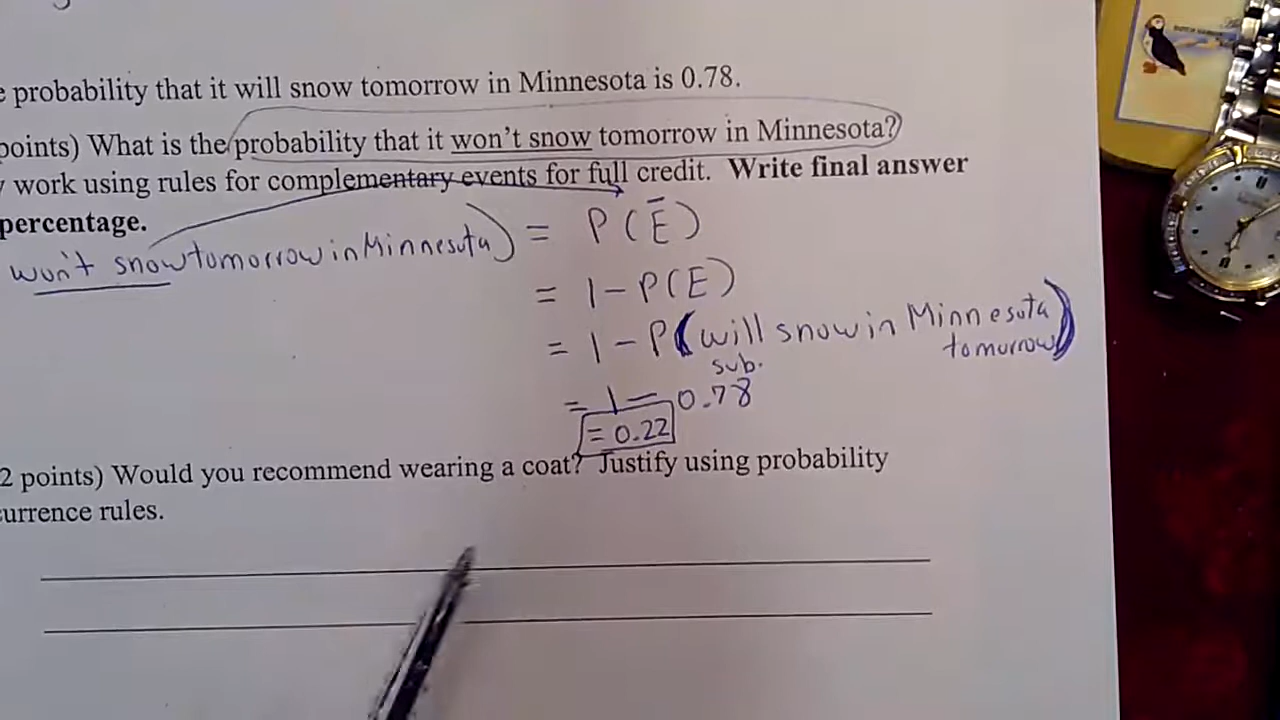 e probability that it will snow tomorrow in Minnesota is 0.78.
points) What is the probability that it won't snow tomorrow in Minnesota?
y work using rules for complementary events for full credit. Write final answer
percentage.
won't snow tomorrow in Minnesota) = P(Ē)
= 1 - P(E)
= 1 - P(will snow in Minnesota
tomorrow)
sub.
= 1 - 0.78
= 0.22
2 points) Would you recommend wearing a coat? Justify using probability
currence rules.